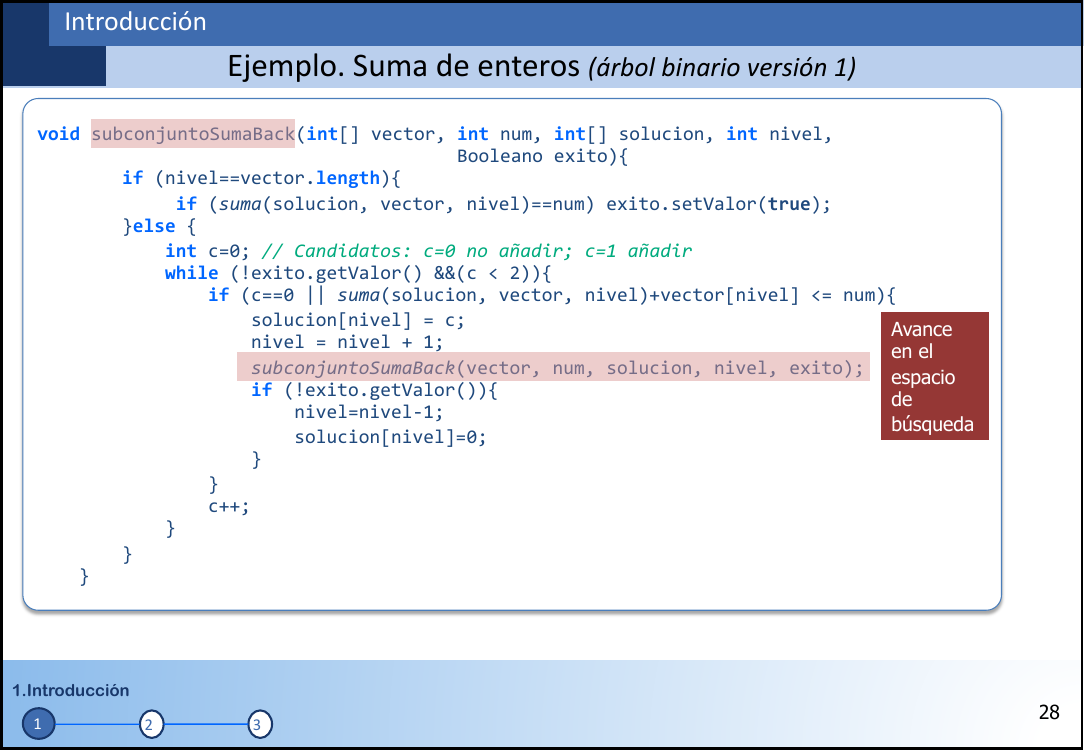 Introducción
Ejemplo. Suma de enteros (árbol binario versión 1)
void subconjuntoSumaBack(int[] vector, int num, int[] solucion, int nivel,
Booleano exito){
if (nivel==vector.length){
if (suma(solucion, vector, nivel)==num) exito.setValor(true);
}else {
int c=0; // Candidatos: c=0 no añadir; c=1 añadir
while (!exito.getValor() &&(c < 2)){
if (c==0 || suma(solucion, vector, nivel)+vector[nivel] <= num){
solucion[nivel] = c;
nivel = nivel + 1;
subconjuntoSumaBack(vector, num, solucion, nivel, exito);
if (!exito.getValor()){
nivel=nivel-1;
solucion[nivel]=0;
}
}
c++;
}
}
}
Avance
en el
espacio
de
búsqueda
1.Introducción
1 2 3
28